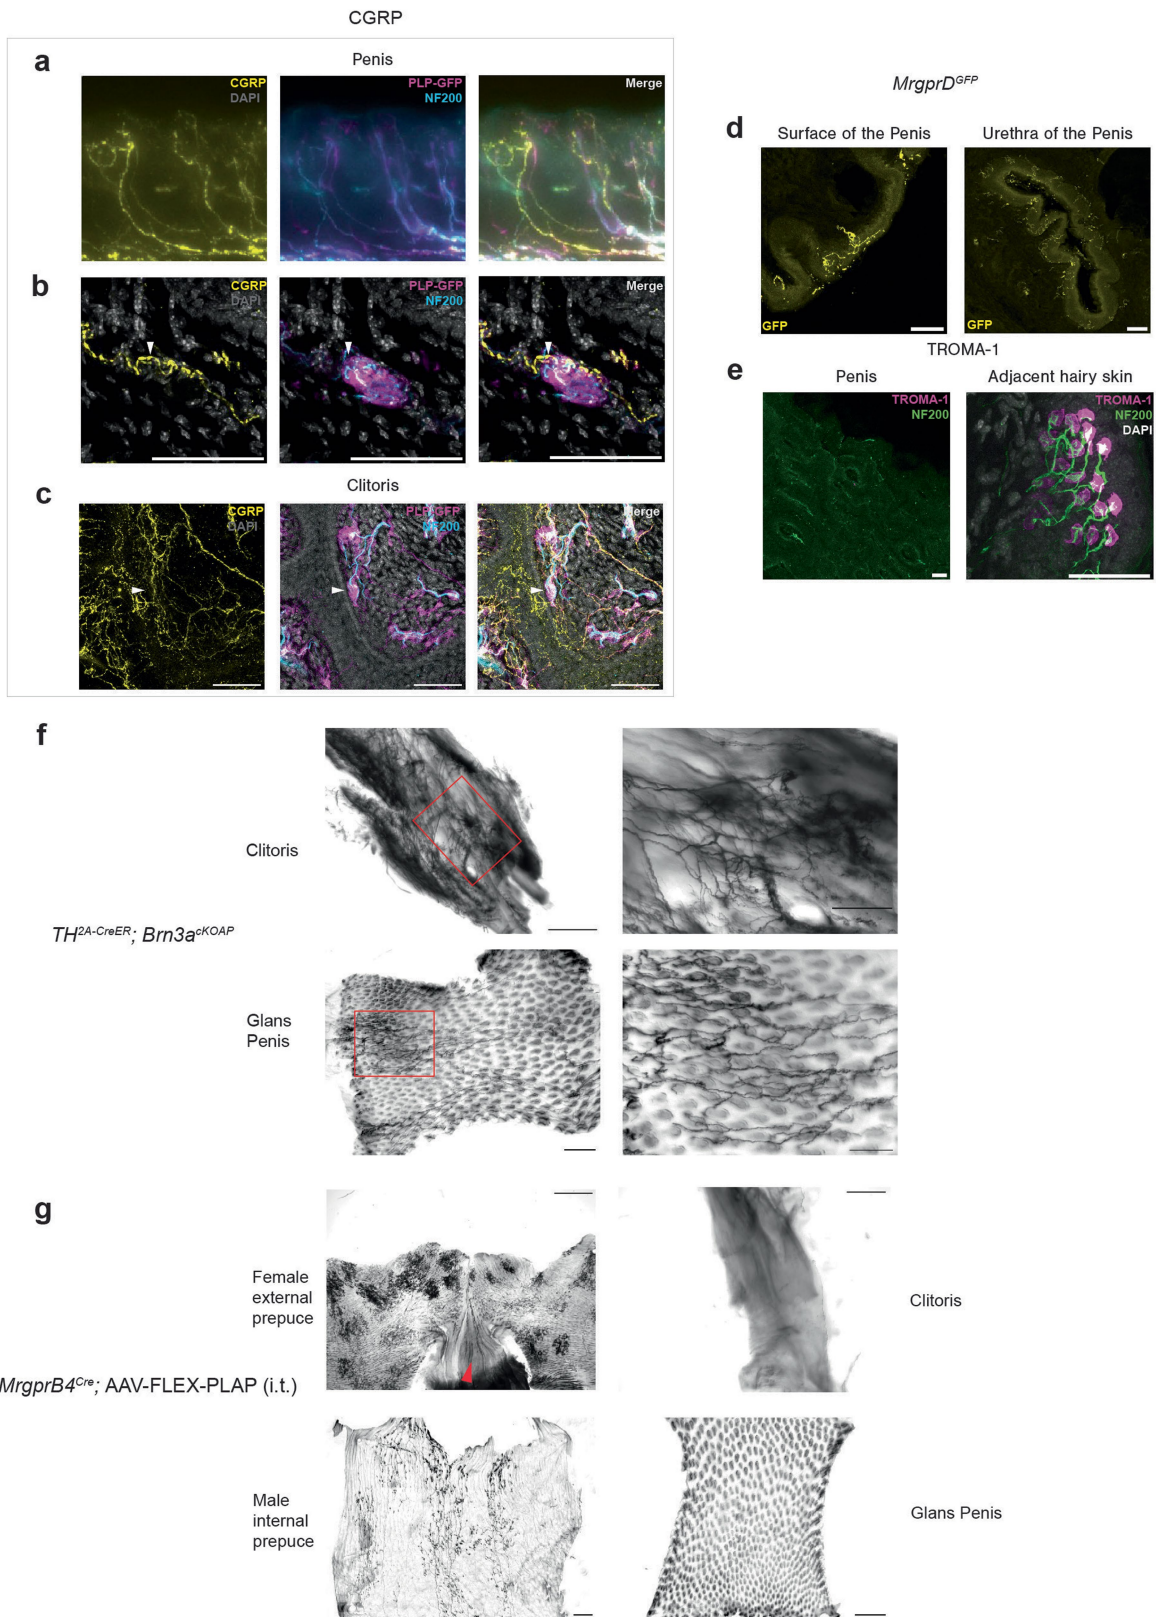 CGRP
a
Penis
CGRP
DAPI
PLP-GFP
NF200
Merge
b
CGRP
DAPI
PLP-GFP
NF200
Merge
c
Clitoris
CGRP
DAPI
PLP-GFP
NF200
Merge
MrgprD^GFP
d
Surface of the Penis
Urethra of the Penis
GFP
GFP
TROMA-1
e
Penis
Adjacent hairy skin
TROMA-1
NF200
TROMA-1
NF200
DAPI
f
Clitoris
TH^2A-CreER; Brn3a^cKOAP
Glans
Penis
g
Female
external
prepuce
Clitoris
MrgprB4^Cre; AAV-FLEX-PLAP (i.t.)
Male
internal
prepuce
Glans Penis